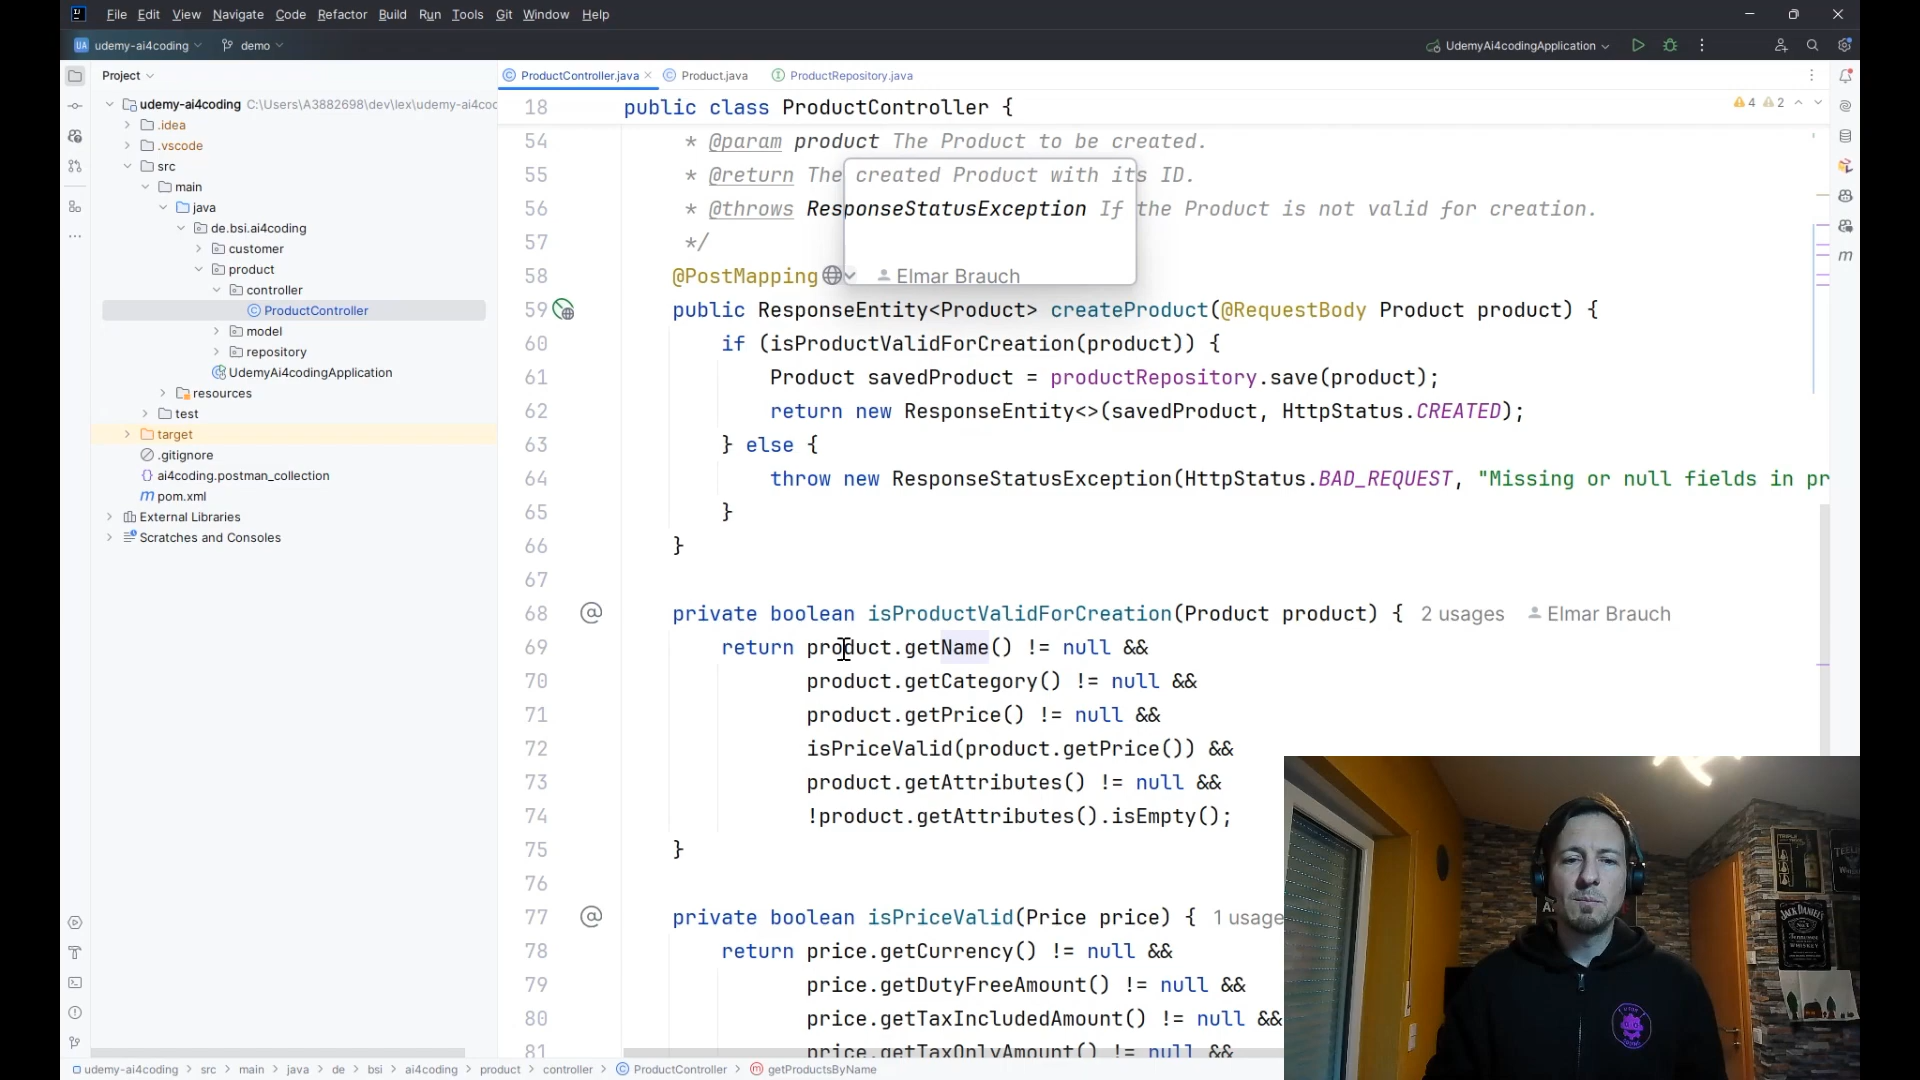 File Edit View Navigate Code Refactor Build Run Tools Git Window Help
UA udemy-ai4coding demo UdemyAi4codingApplication
Project
ProductController.java Product.java ProductRepository.java
udemy-ai4coding C:\Users\A3882698\dev\lex\udemy-ai4coc
.idea
.vscode
src
main
java
de.bsi.ai4coding
customer
product
controller
ProductController
model
repository
UdemyAi4codingApplication
resources
test
target
.gitignore
ai4coding.postman_collection
pom.xml
External Libraries
Scratches and Consoles
18 public class ProductController {
4 2
54 * @param product The Product to be created.
55 * @return The created Product with its ID.
56 * @throws ResponseStatusException If the Product is not valid for creation.
57 */
58 @PostMapping Elmar Brauch
59 public ResponseEntity<Product> createProduct(@RequestBody Product product) {
60 if (isProductValidForCreation(product)) {
61 Product savedProduct = productRepository.save(product);
62 return new ResponseEntity<>(savedProduct, HttpStatus.CREATED);
63 } else {
64 throw new ResponseStatusException(HttpStatus.BAD_REQUEST, "Missing or null fields in pr
65 }
66 }
67
68 private boolean isProductValidForCreation(Product product) { 2 usages Elmar Brauch
69 return product.getName() != null &&
70 product.getCategory() != null &&
71 product.getPrice() != null &&
72 isPriceValid(product.getPrice()) &&
73 product.getAttributes() != null &&
74 !product.getAttributes().isEmpty();
75 }
76
77 private boolean isPriceValid(Price price) { 1 usage
78 return price.getCurrency() != null &&
79 price.getDutyFreeAmount() != null &&
80 price.getTaxIncludedAmount() != null &&
81 price.getTaxOnlyAmount() != null &&
JACK DANIEL'S
udemy-ai4coding > src > main > java > de > bsi > ai4coding > product > controller > ProductController > getProductsByName